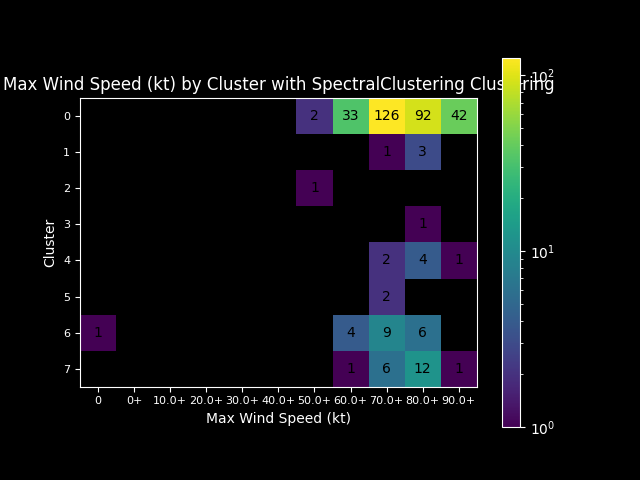 Max Wind Speed (kt) by Cluster with SpectralClustering Clustering
0 2 33 126 92 42
1 1 3
2 1
3 1
4 2 4 1
5 2
6 1 4 9 6
7 1 6 12 1
0 0+ 10.0+ 20.0+ 30.0+ 40.0+ 50.0+ 60.0+ 70.0+ 80.0+ 90.0+
Max Wind Speed (kt)
Cluster
10²
10¹
10⁰